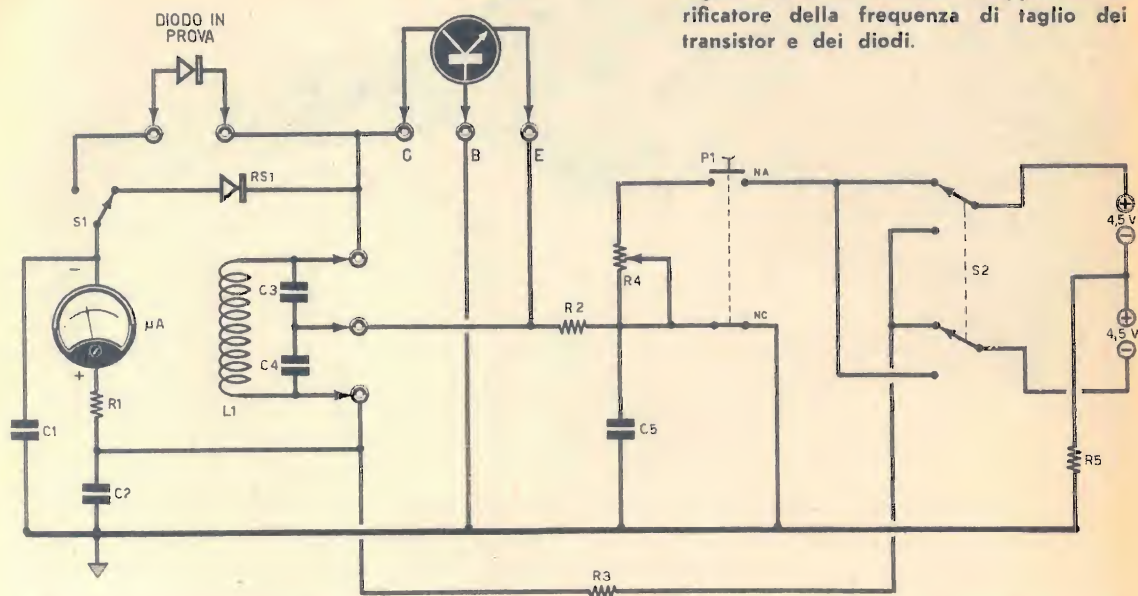 rificatore della frequenza di taglio dei
transistor e dei diodi.
DIODO IN
PROVA
C
B
E
P1
NA
RS1
S1
+
4,5 V
−
S2
−
C3
R4
µA
R2
NC
+
4,5 V
−
C4
+
R1
L1
C1
C5
R5
C2
R3